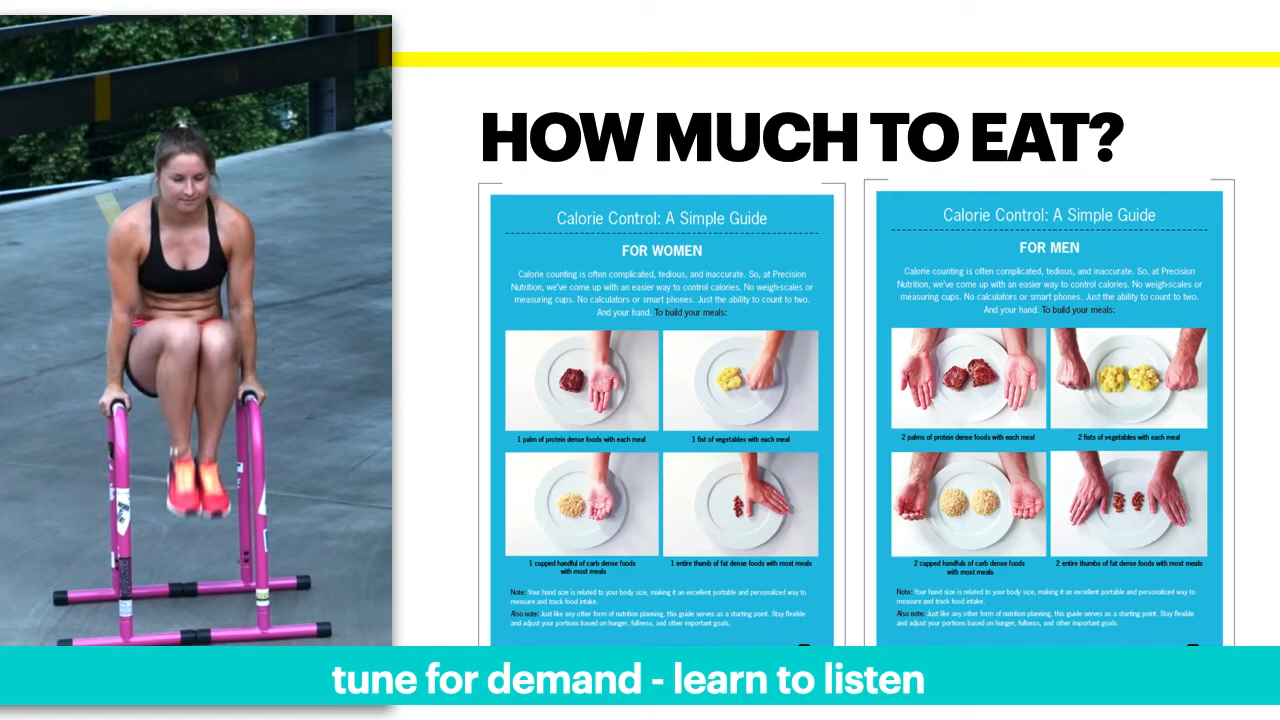 HOW MUCH TO EAT?
Calorie Control: A Simple Guide
FOR WOMEN
Calorie counting is often complicated, tedious, and inaccurate. So, at Precision
Nutrition, we've come up with an easier way to control calories. No weigh-scales or
measuring cups. No calculators or smart phones. Just the ability to count to two.
And your hand. To build your meals:
1 palm of protein dense foods with each meal
1 fist of vegetables with each meal
1 cupped handful of carb dense foods
with most meals
1 entire thumb of fat dense foods with most meals
Note: Your hand size is related to your body size, making it an excellent portable and personalized way to
measure and track food intake.
Also note: Just like any other form of nutrition planning, this guide serves as a starting point. Stay flexible
and adjust your portions based on hunger, fullness, and other important goals.
Calorie Control: A Simple Guide
FOR MEN
Calorie counting is often complicated, tedious, and inaccurate. So, at Precision
Nutrition, we've come up with an easier way to control calories. No weigh-scales or
measuring cups. No calculators or smart phones. Just the ability to count to two.
And your hand. To build your meals:
2 palms of protein dense foods with each meal
2 fists of vegetables with each meal
2 cupped handfuls of carb dense foods
with most meals
2 entire thumbs of fat dense foods with most meals
Note: Your hand size is related to your body size, making it an excellent portable and personalized way to
measure and track food intake.
Also note: Just like any other form of nutrition planning, this guide serves as a starting point. Stay flexible
and adjust your portions based on hunger, fullness, and other important goals.
tune for demand - learn to listen